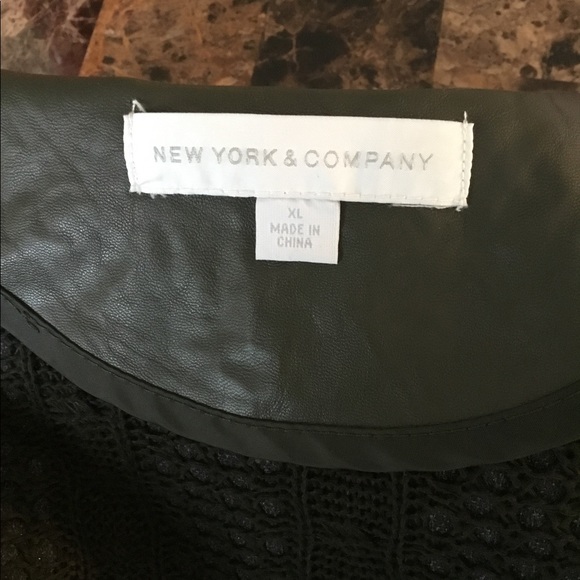 NEW YORK & COMPANY
XL
MADE IN
CHINA